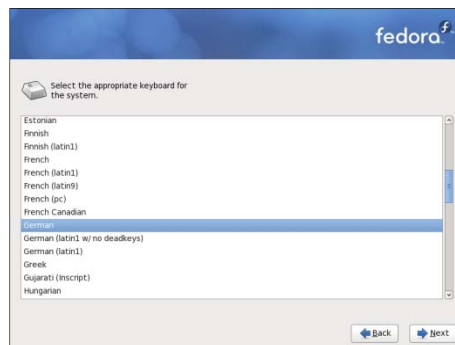 fedora
Select the appropriate keyboard for
the system.
Estonian
Finnish
Finnish (latin1)
French
French (latin1)
French (latin9)
French (pc)
French Canadian
German
German (latin1 w/ no deadkeys)
German (latin1)
Greek
Gujarati (Inscript)
Hungarian
Back
Next